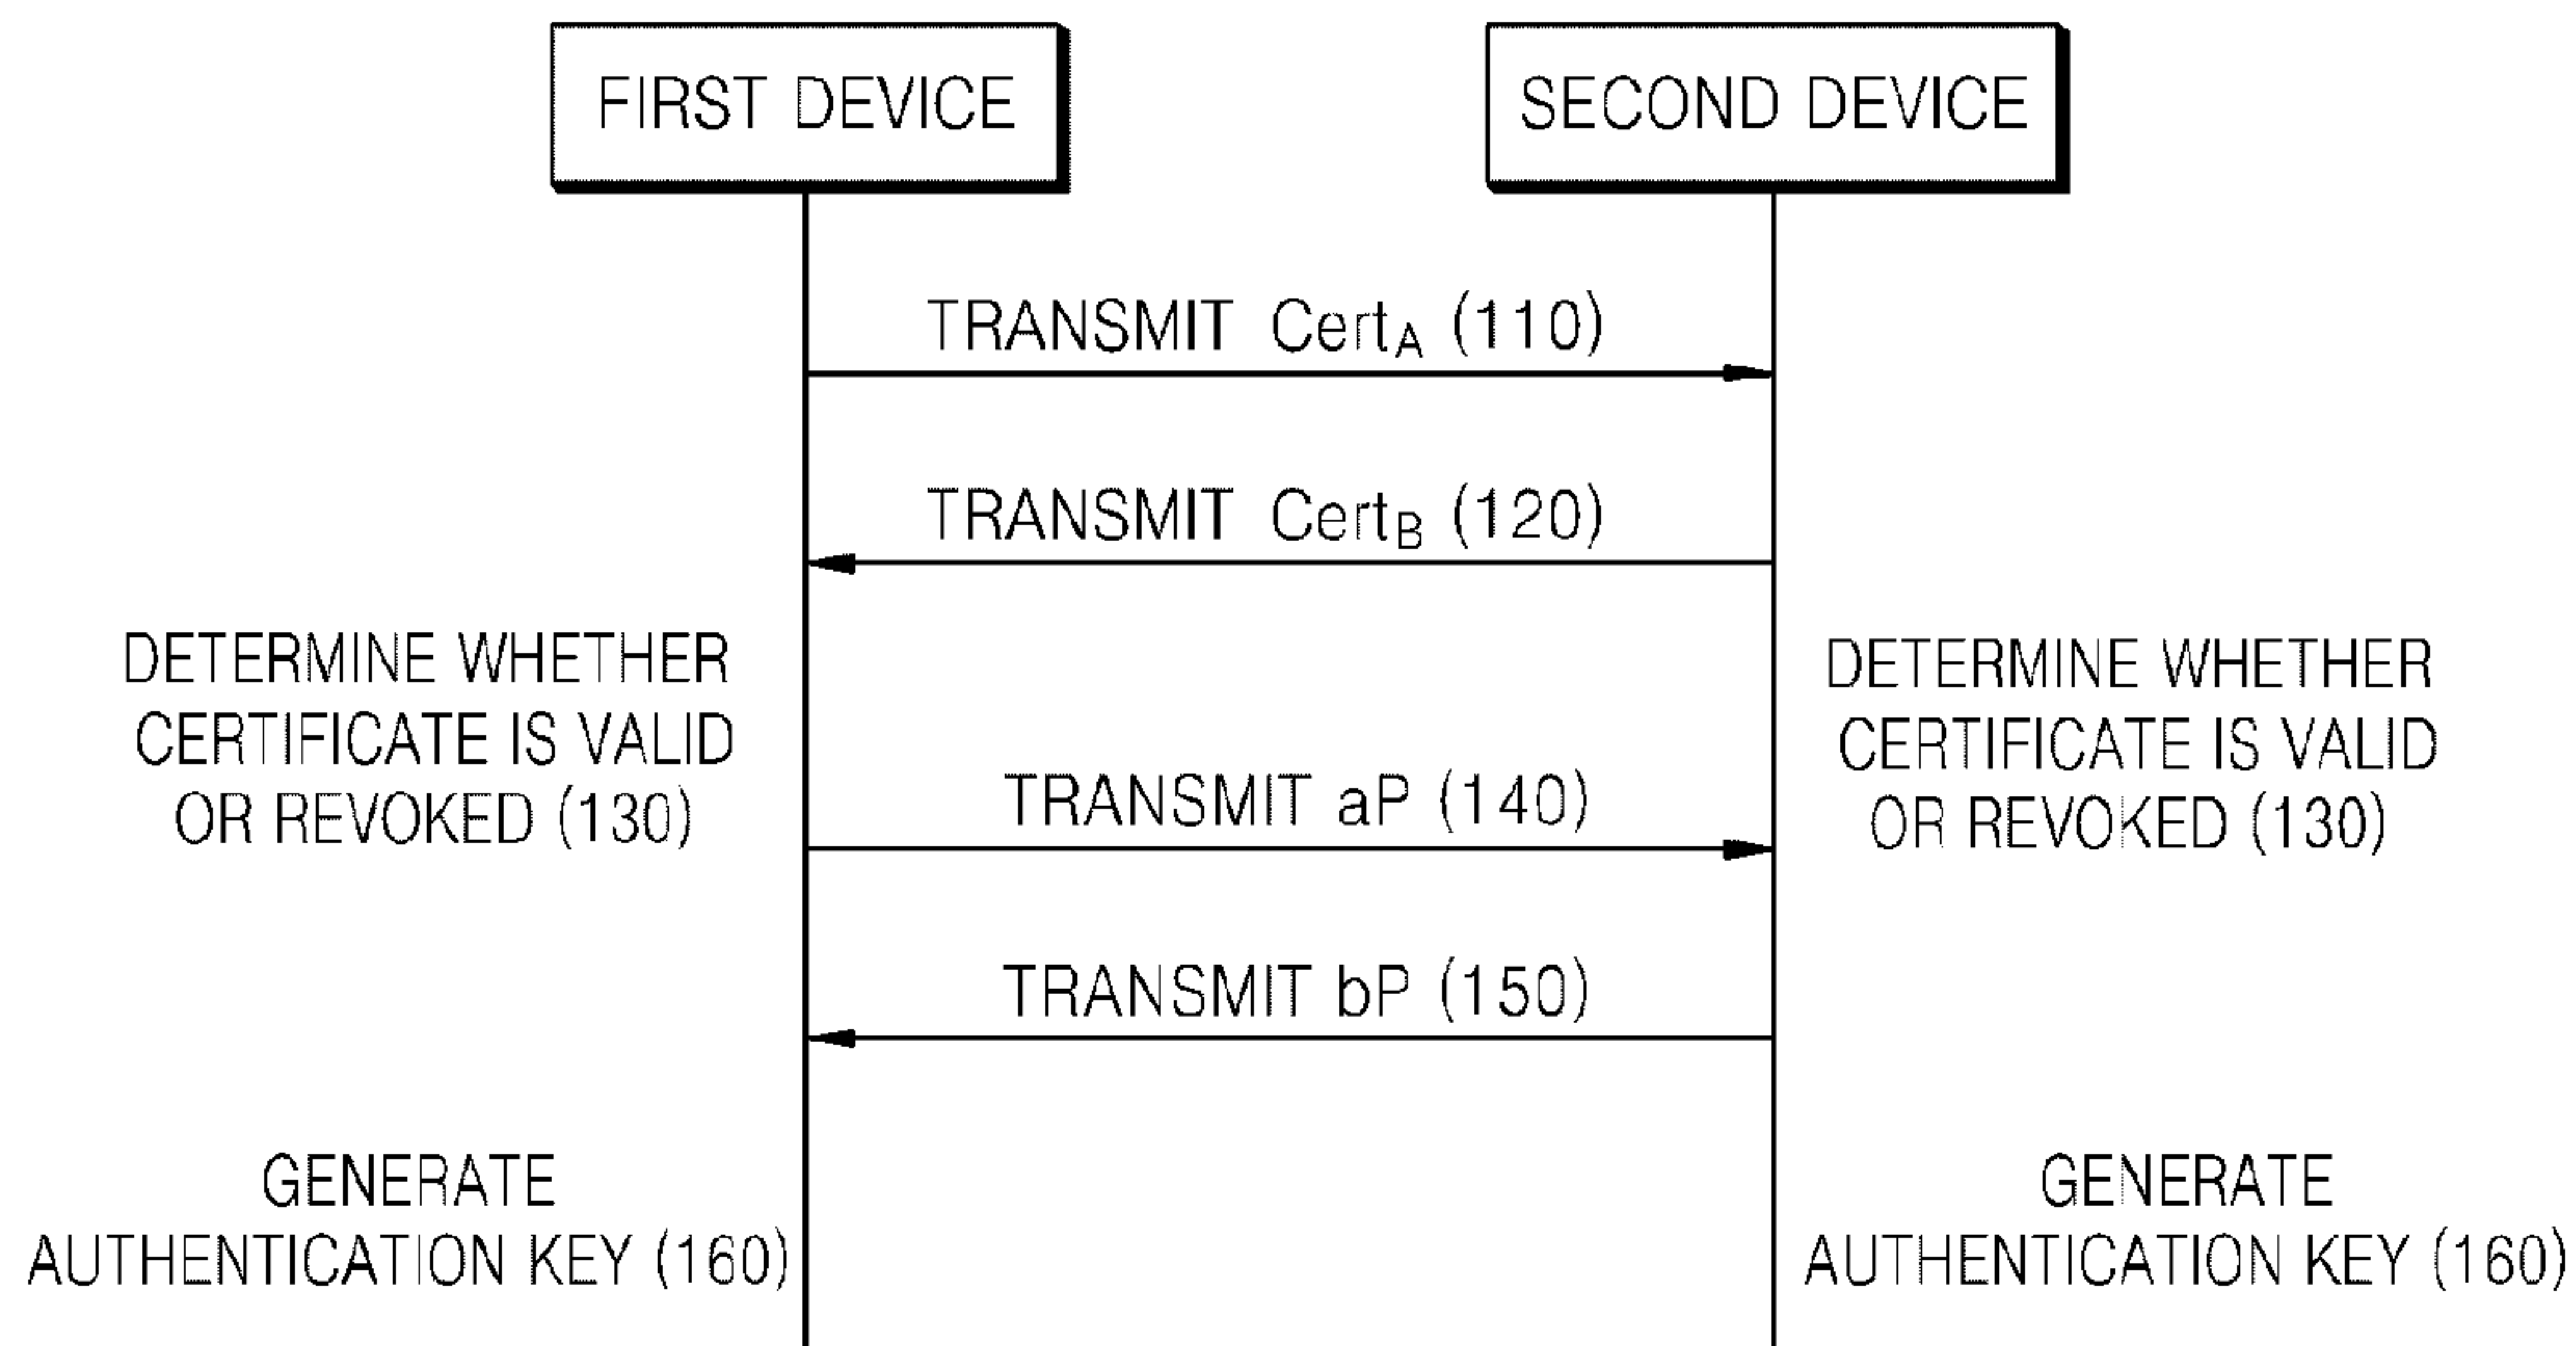 FIRST DEVICE
SECOND DEVICE
TRANSMIT CertA (110)
TRANSMIT CertB (120)
DETERMINE WHETHER
CERTIFICATE IS VALID
OR REVOKED (130)
DETERMINE WHETHER
CERTIFICATE IS VALID
OR REVOKED (130)
TRANSMIT aP (140)
TRANSMIT bP (150)
GENERATE
AUTHENTICATION KEY (160)
GENERATE
AUTHENTICATION KEY (160)